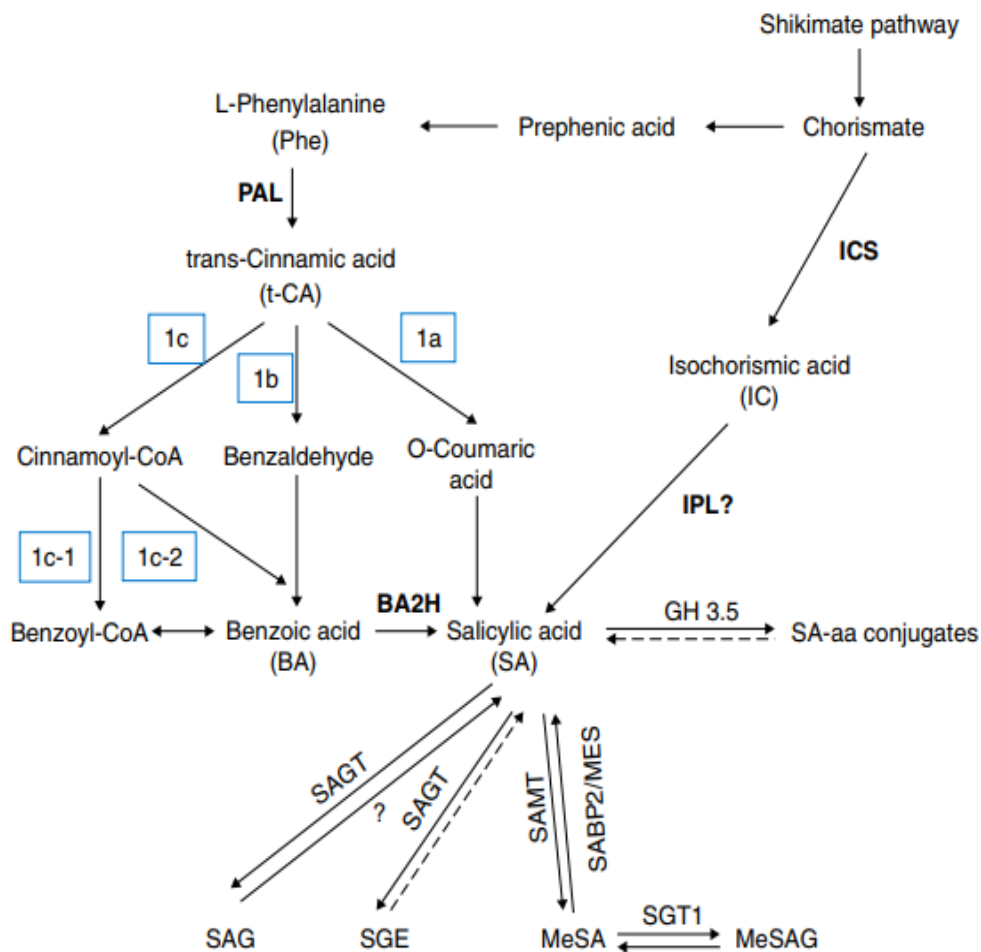 Shikimate pathway
L-Phenylalanine
(Phe)
Prephenic acid
Chorismate
PAL
ICS
trans-Cinnamic acid
(t-CA)
1c
1b
1a
Isochorismic acid
(IC)
Cinnamoyl-CoA
Benzaldehyde
O-Coumaric
acid
IPL?
1c-1
1c-2
BA2H
GH 3.5
Benzoyl-CoA
Benzoic acid
(BA)
Salicylic acid
(SA)
SA-aa conjugates
SAGT
?
SAGT
SAMT
SABP2/MES
SAG
SGE
MeSA
SGT1
MeSAG